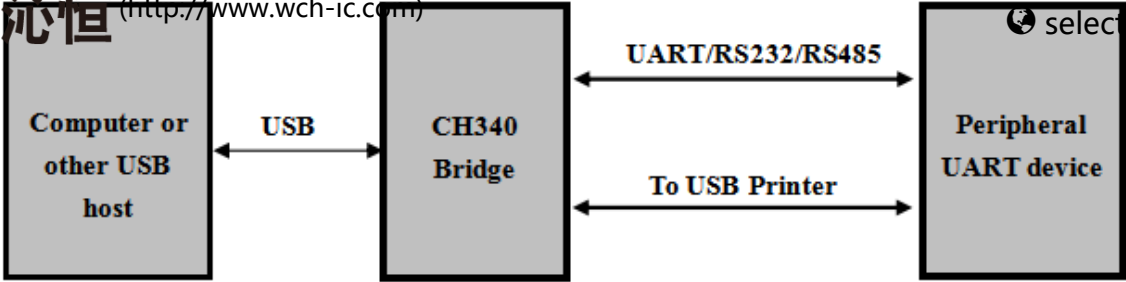 沁恒 (http://www.wch-ic.com)
select
UART/RS232/RS485
Computer or
other USB
host
USB
CH340
Bridge
To USB Printer
Peripheral
UART device